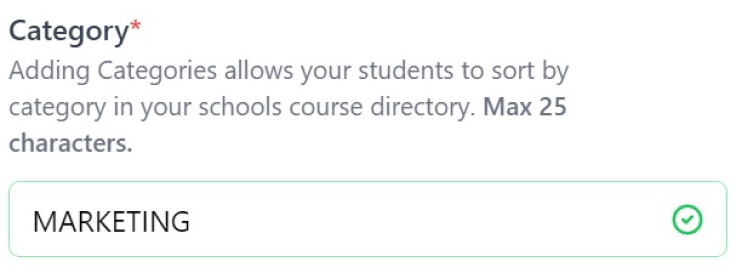 Category*
Adding Categories allows your students to sort by
category in your schools course directory. Max 25
characters.
MARKETING